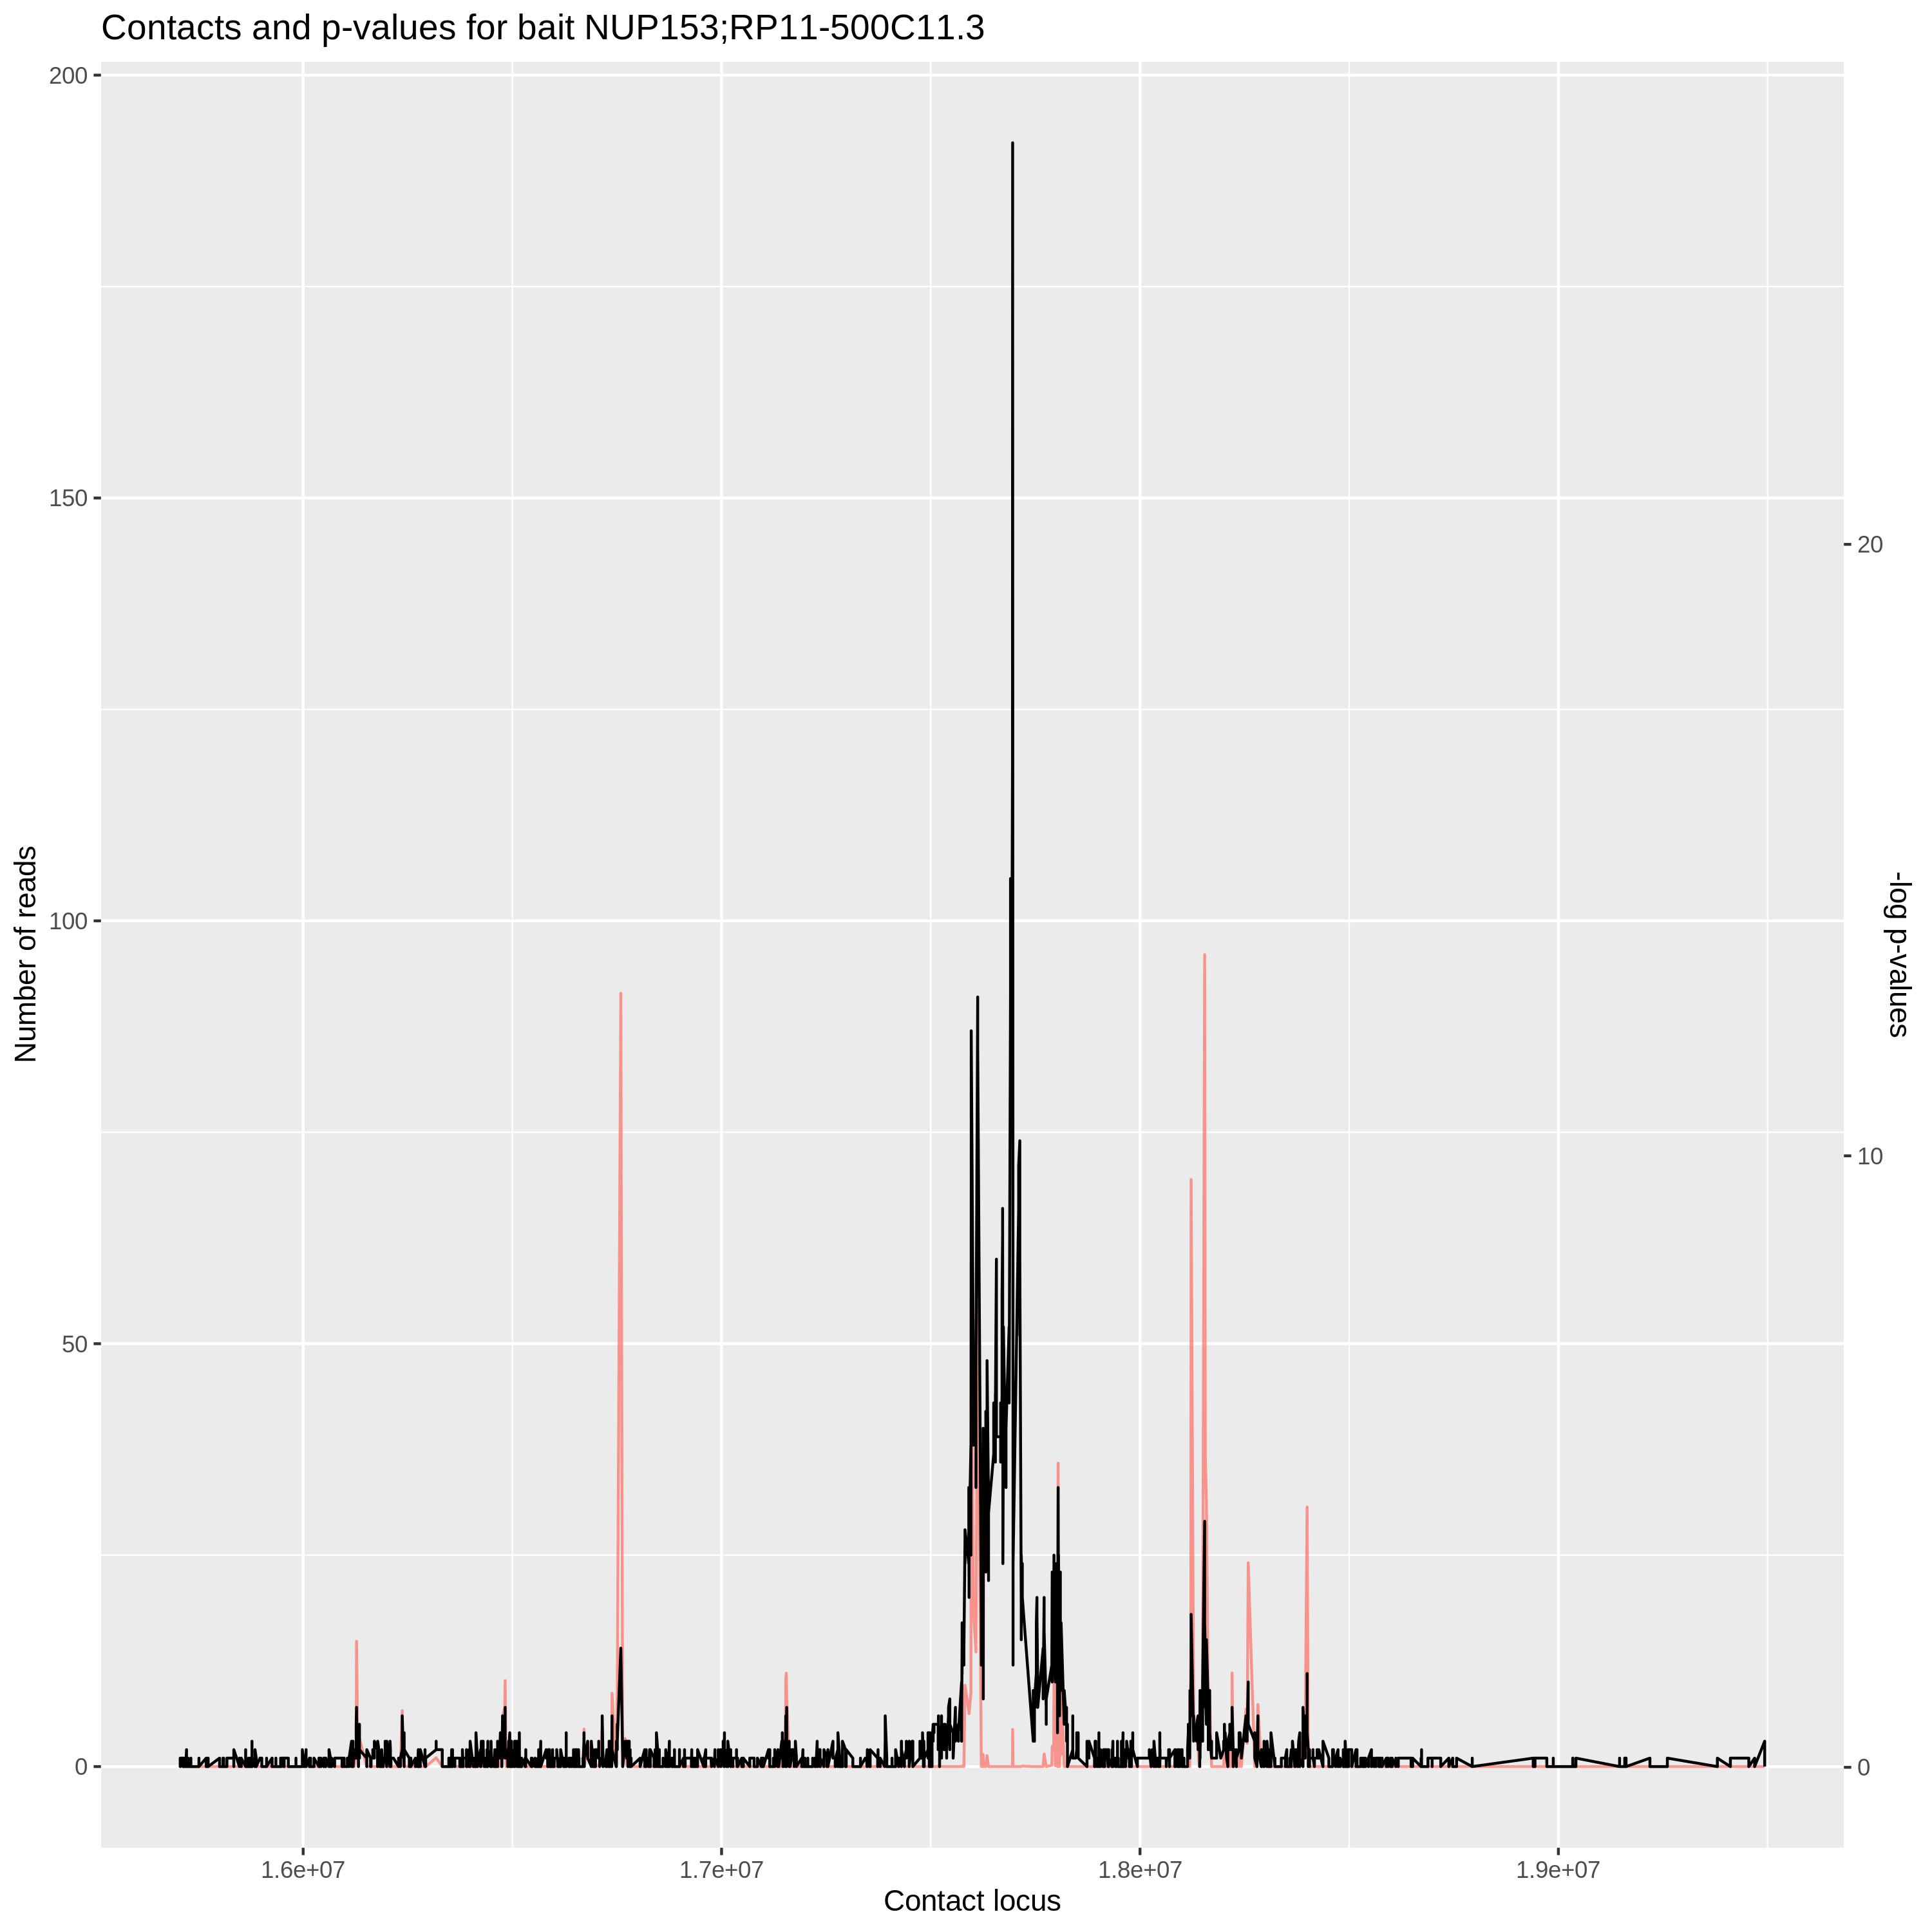 Contacts and p-values for bait NUP153;RP11-500C11.3
200
150
100
50
0
Number of reads
20
10
0
-log p-values
1.6e+07
1.7e+07
1.8e+07
1.9e+07
Contact locus